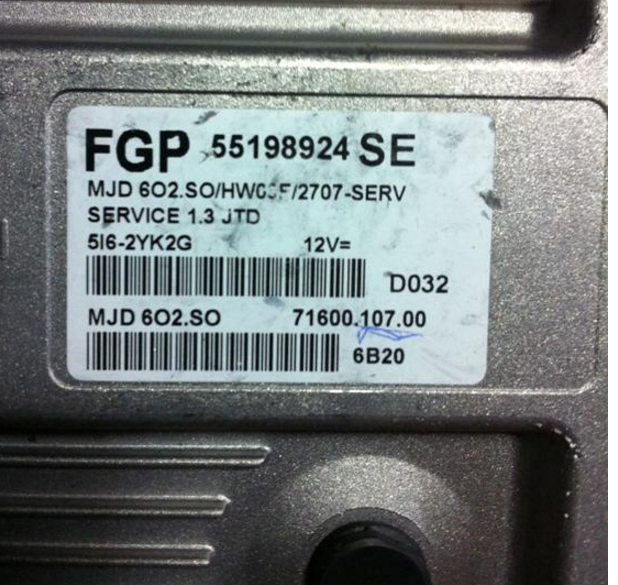 FGP 55198924 SE
MJD 6O2.SO/HW03F/2707-SERV
SERVICE 1.3 JTD
5I6-2YK2G 12V=
D032
MJD 6O2.SO 71600.107.00
6B20